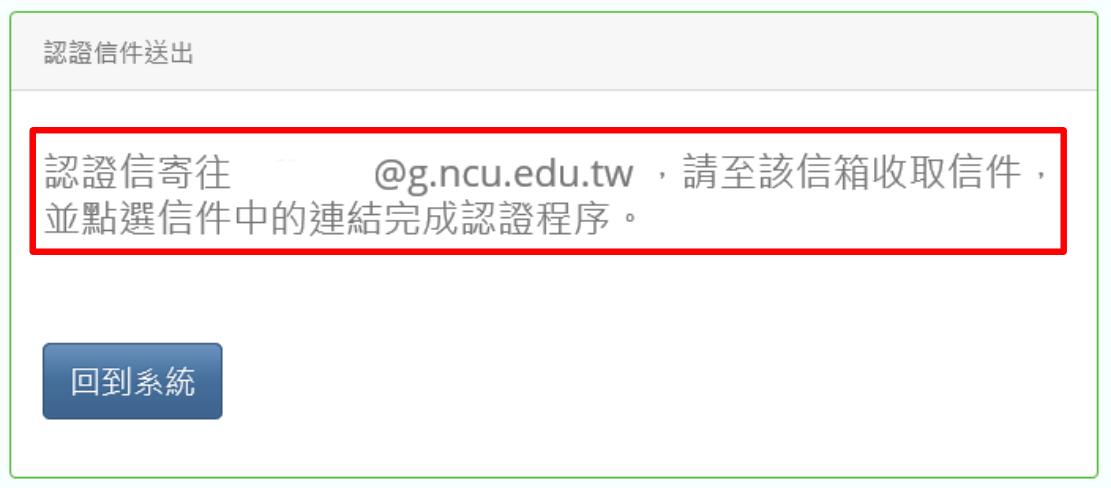 認證信件送出
認證信寄往 @g.ncu.edu.tw ，請至該信箱收取信件，
並點選信件中的連結完成認證程序。
回到系統